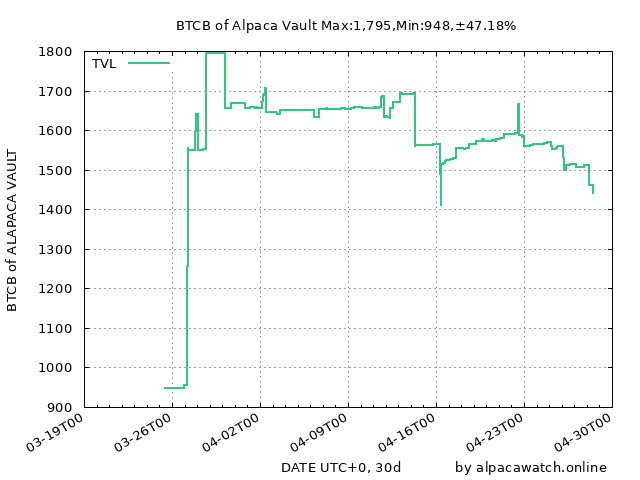 BTCB of Alpaca Vault Max:1,795,Min:948,±47.18%
TVL
BTCB of ALAPACA VAULT
1800
1700
1600
1500
1400
1300
1200
1100
1000
900
03-19T00
03-26T00
04-02T00
04-09T00
04-16T00
04-23T00
04-30T00
DATE UTC+0, 30d
by alpacawatch.online